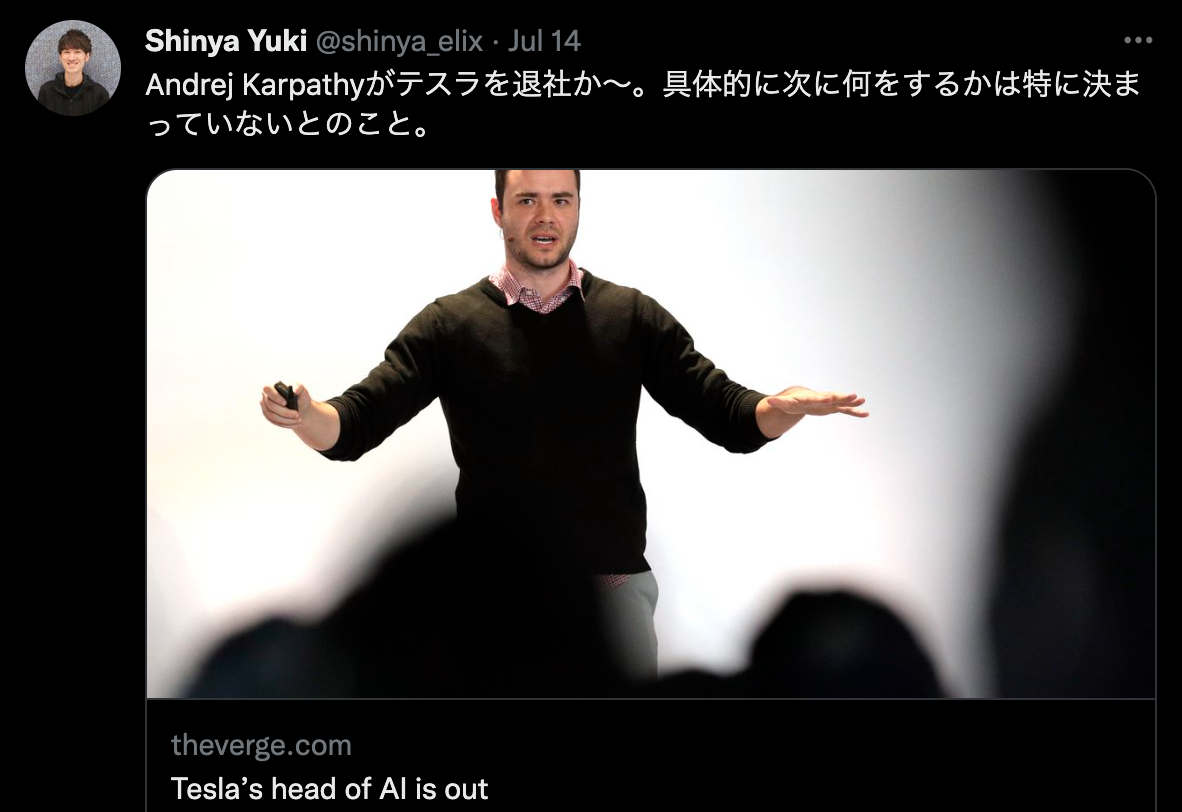 Shinya Yuki @shinya_elix · Jul 14
Andrej Karpathyがテスラを退社か〜。具体的に次に何をするかは特に決ま
っていないとのこと。
theverge.com
Tesla’s head of AI is out